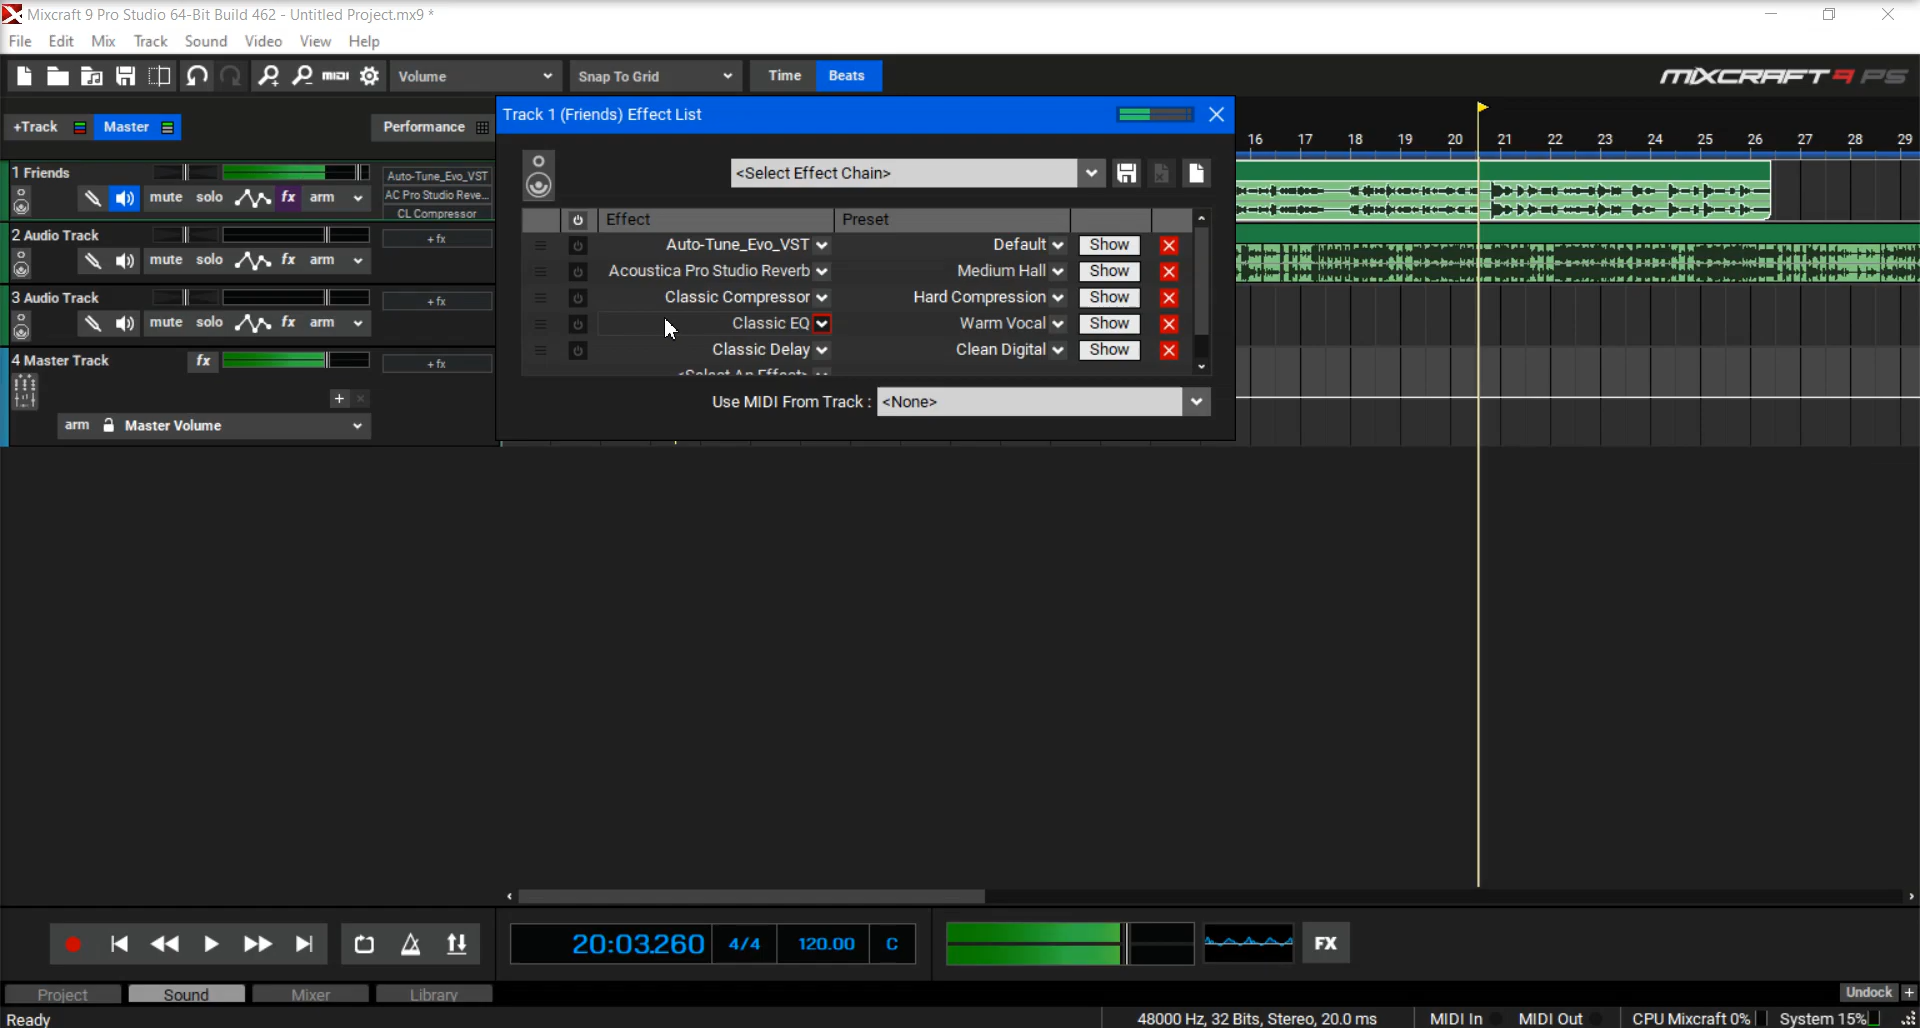 Mixcraft 9 Pro Studio 64-Bit Build 462 - Untitled Project.mx9 *
File Edit Mix Track Sound Video View Help
MIDI Volume Snap To Grid Time Beats MIXCRAFT 9 PS
+Track Master Performance
Track 1 (Friends) Effect List
16 17 18 19 20 21 22 23 24 25 26 27 28 29
1 Friends
mute solo fx arm
Auto-Tune_Evo_VST
AC Pro Studio Reve...
CL Compressor
2 Audio Track
mute solo fx arm
+fx
3 Audio Track
mute solo fx arm
+fx
4 Master Track fx
+fx
+ ×
arm Master Volume
<Select Effect Chain>
Effect Preset
Auto-Tune_Evo_VST Default Show
Acoustica Pro Studio Reverb Medium Hall Show
Classic Compressor Hard Compression Show
Classic EQ Warm Vocal Show
Classic Delay Clean Digital Show
<Select An Effect>
Use MIDI From Track : <None>
20:03.260 4/4 120.00 C FX
Project Sound Mixer Library
Undock +
Ready
48000 Hz, 32 Bits, Stereo, 20.0 ms MIDI In MIDI Out CPU Mixcraft 0% System 15%